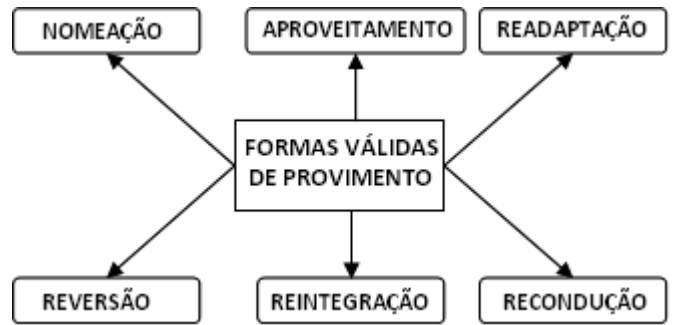 NOMEAÇÃO
APROVEITAMENTO
READAPTAÇÃO
FORMAS VÁLIDAS
DE PROVIMENTO
REVERSÃO
REINTEGRAÇÃO
RECONDUÇÃO